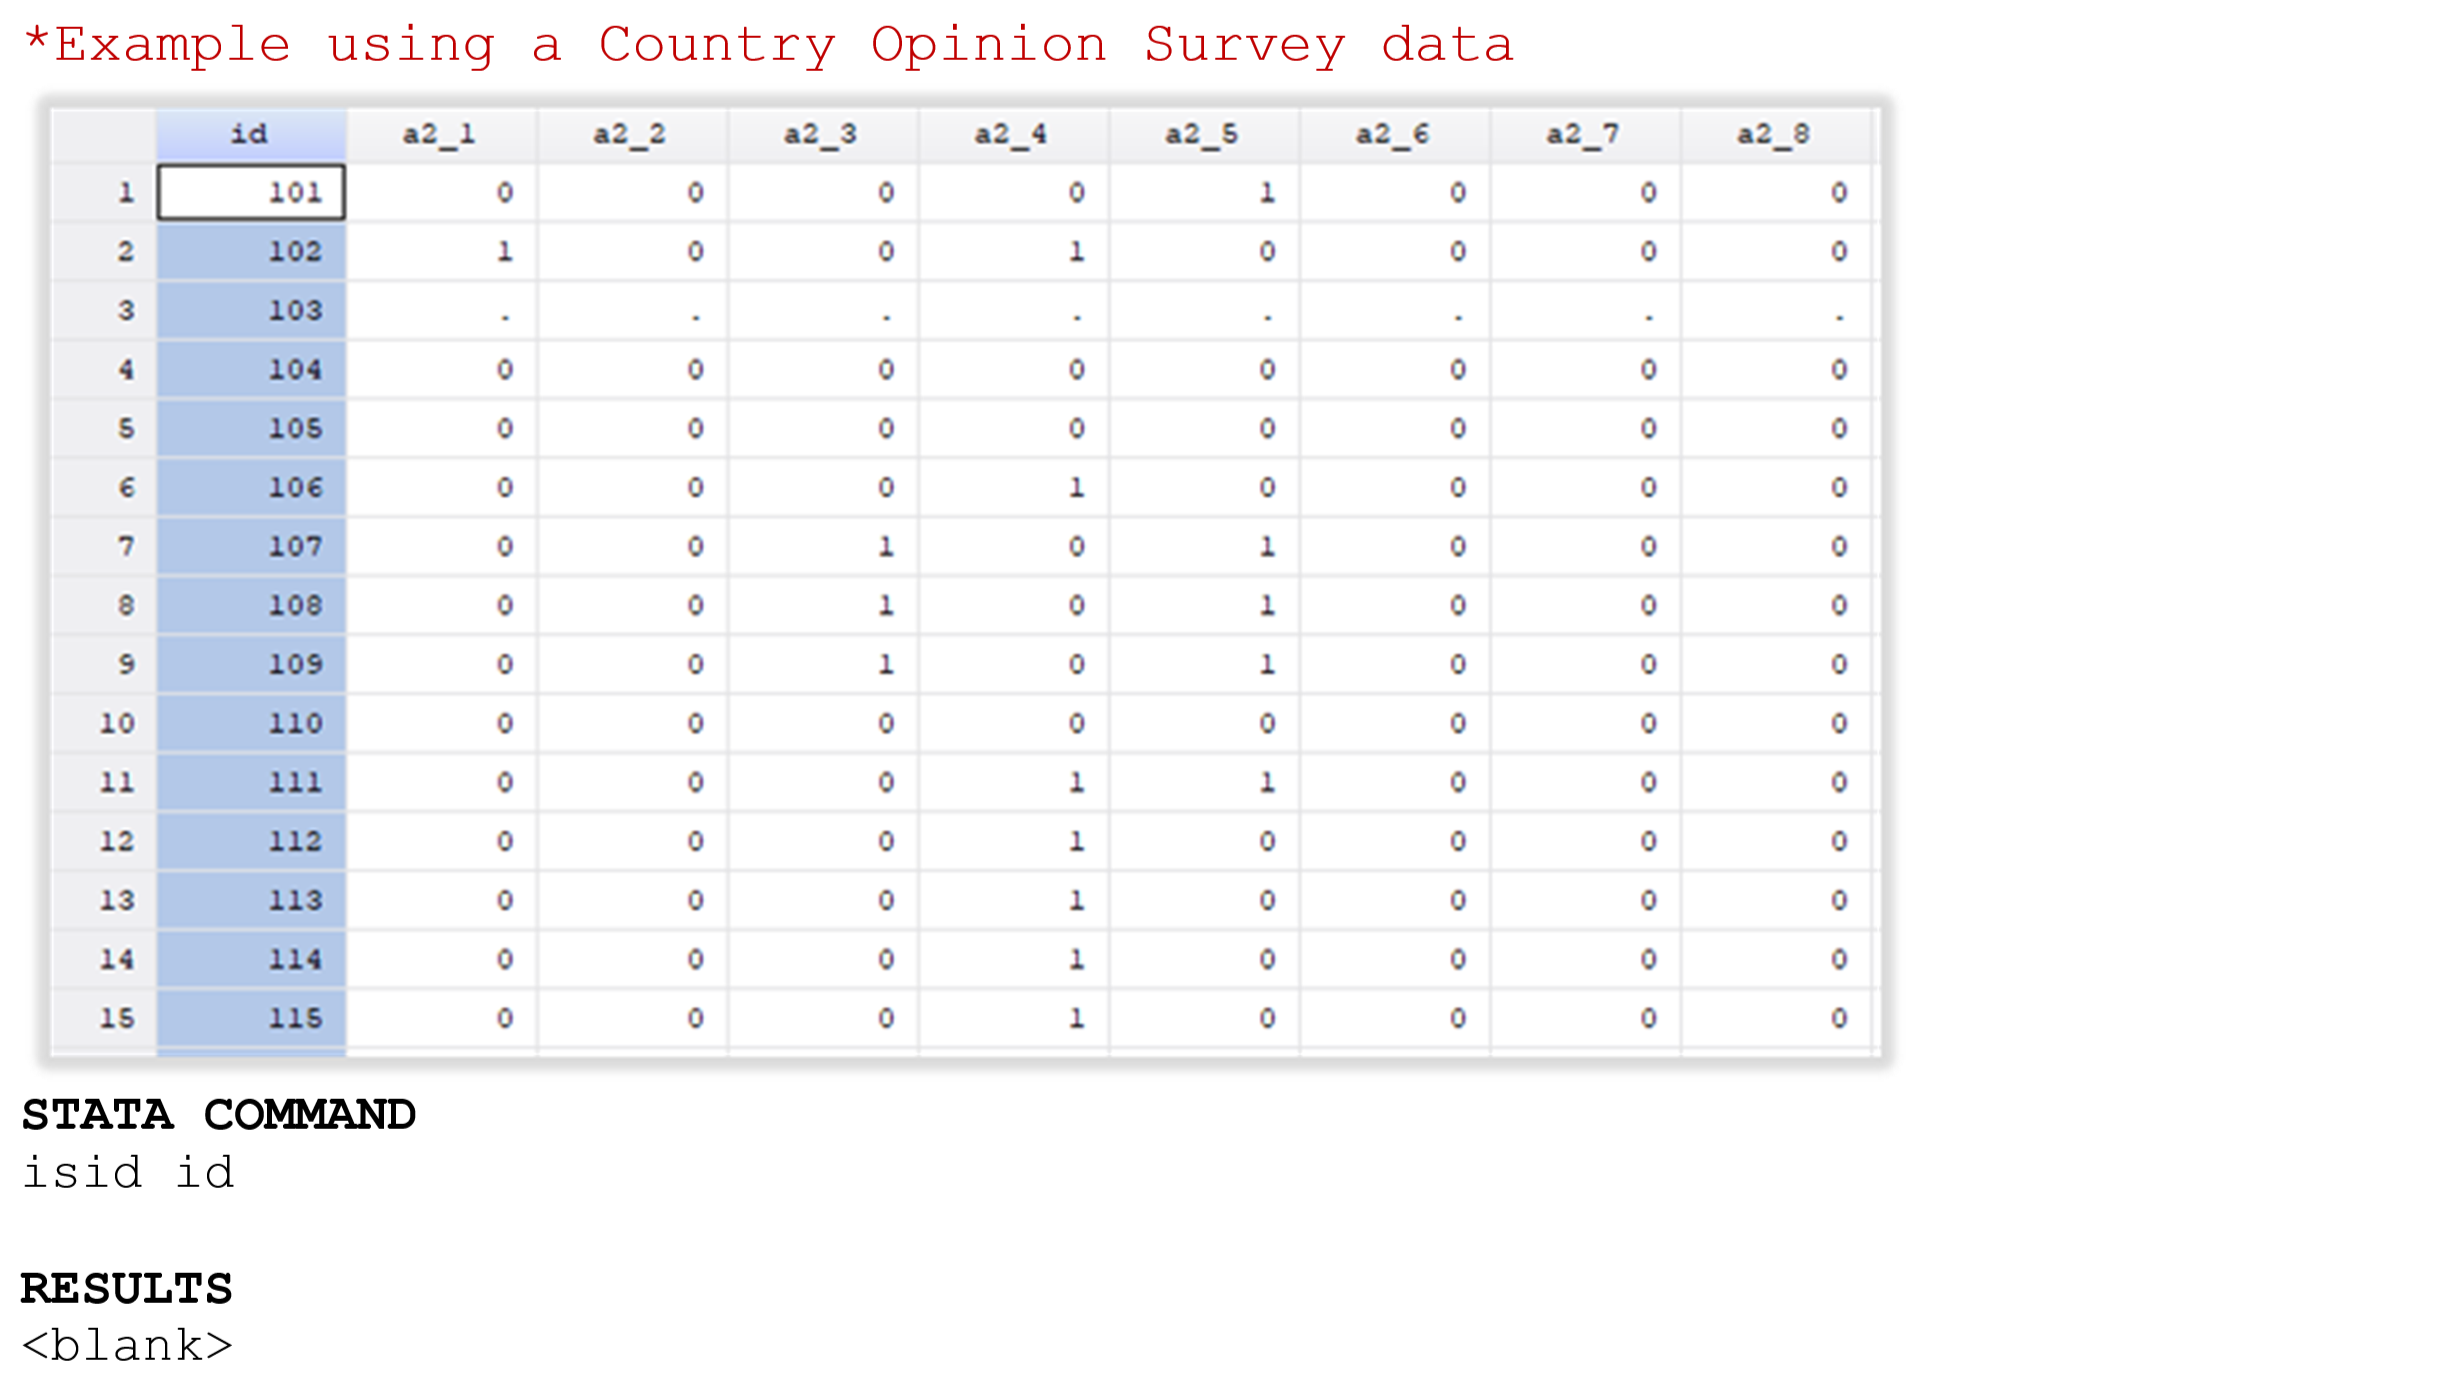 *Example using a Country Opinion Survey data
id a2_1 a2_2 a2_3 a2_4 a2_5 a2_6 a2_7 a2_8
1 101 0 0 0 0 1 0 0 0
2 102 1 0 0 1 0 0 0 0
3 103 . . . . . . . .
4 104 0 0 0 0 0 0 0 0
5 105 0 0 0 0 0 0 0 0
6 106 0 0 0 1 0 0 0 0
7 107 0 0 1 0 1 0 0 0
8 108 0 0 1 0 1 0 0 0
9 109 0 0 1 0 1 0 0 0
10 110 0 0 0 0 0 0 0 0
11 111 0 0 0 1 1 0 0 0
12 112 0 0 0 1 0 0 0 0
13 113 0 0 0 1 0 0 0 0
14 114 0 0 0 1 0 0 0 0
15 115 0 0 0 1 0 0 0 0
STATA COMMAND
isid id
RESULTS
<blank>